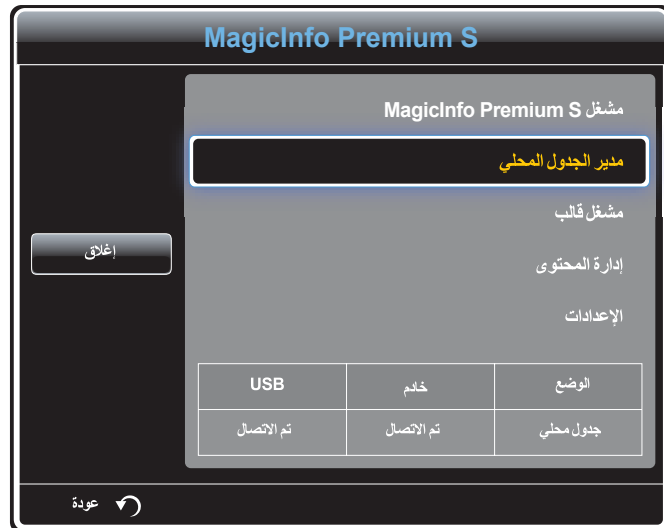 MagicInfo Premium S
مشغل MagicInfo Premium S
مدير الجدول المحلي
مشغل قالب
إدارة المحتوى
الإعدادات
إغلاق
الوضع خادم USB
جدول محلي تم الاتصال تم الاتصال
عودة